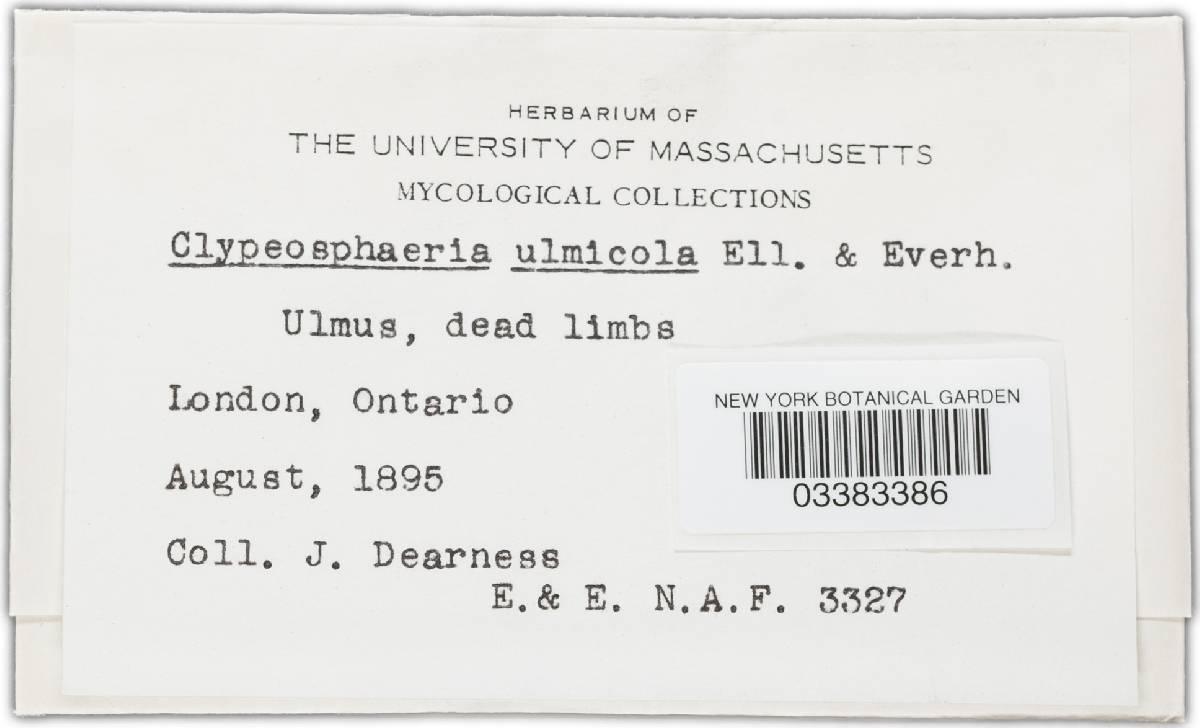 HERBARIUM OF
THE UNIVERSITY OF MASSACHUSETTS
MYCOLOGICAL COLLECTIONS
Clypeosphaeria ulmicola Ell. & Everh.
Ulmus, dead limbs
London, Ontario
August, 1895
Coll. J. Dearness
E. & E. N.A.F. 3327
NEW YORK BOTANICAL GARDEN
03383386